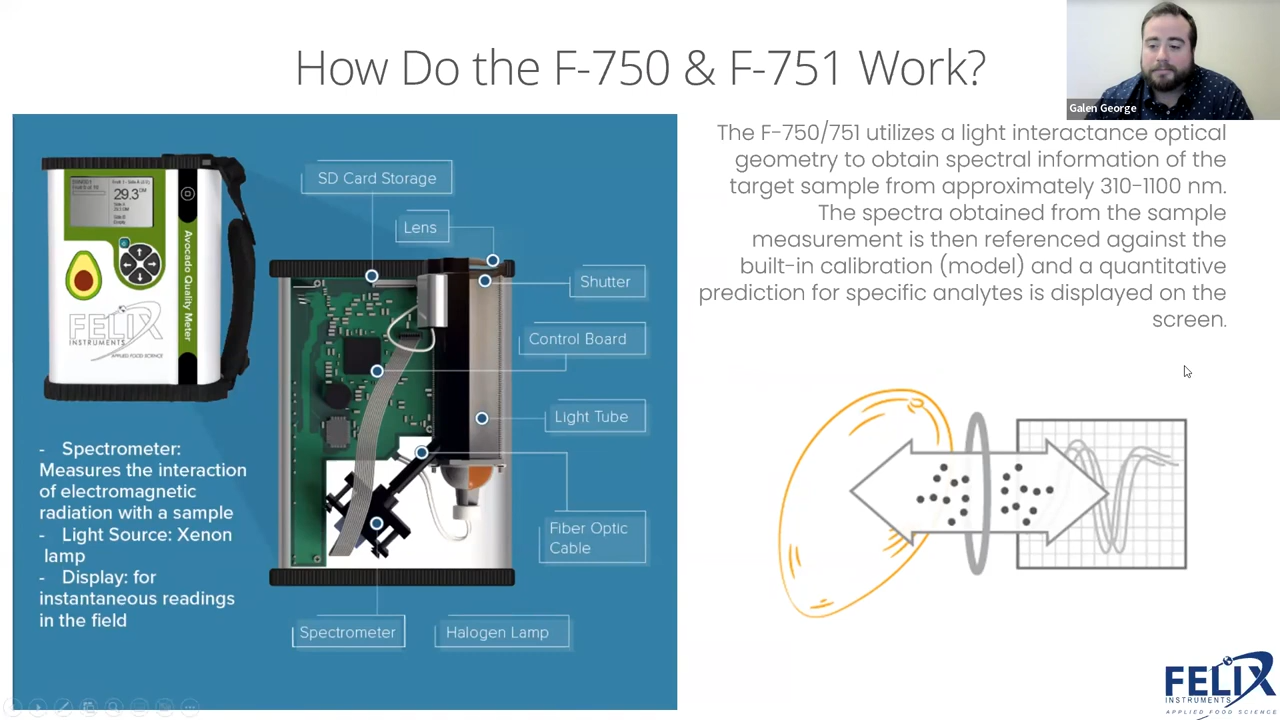 How Do the F-750 & F-751 Work?
Galen George
The F-750/751 utilizes a light interactance optical
geometry to obtain spectral information of the
target sample from approximately 310-1100 nm.
The spectra obtained from the sample
measurement is then referenced against the
built-in calibration (model) and a quantitative
prediction for specific analytes is displayed on the
screen.
29.3
Avocado Quality Meter
FELIX
INSTRUMENTS
APPLIED FOOD SCIENCE
SD Card Storage
Lens
Shutter
Control Board
Light Tube
Fiber Optic
Cable
Spectrometer
Halogen Lamp
- Spectrometer:
Measures the interaction
of electromagnetic
radiation with a sample
- Light Source: Xenon
lamp
- Display: for
instantaneous readings
in the field
FELIX
INSTRUMENTS
APPLIED FOOD SCIENCE